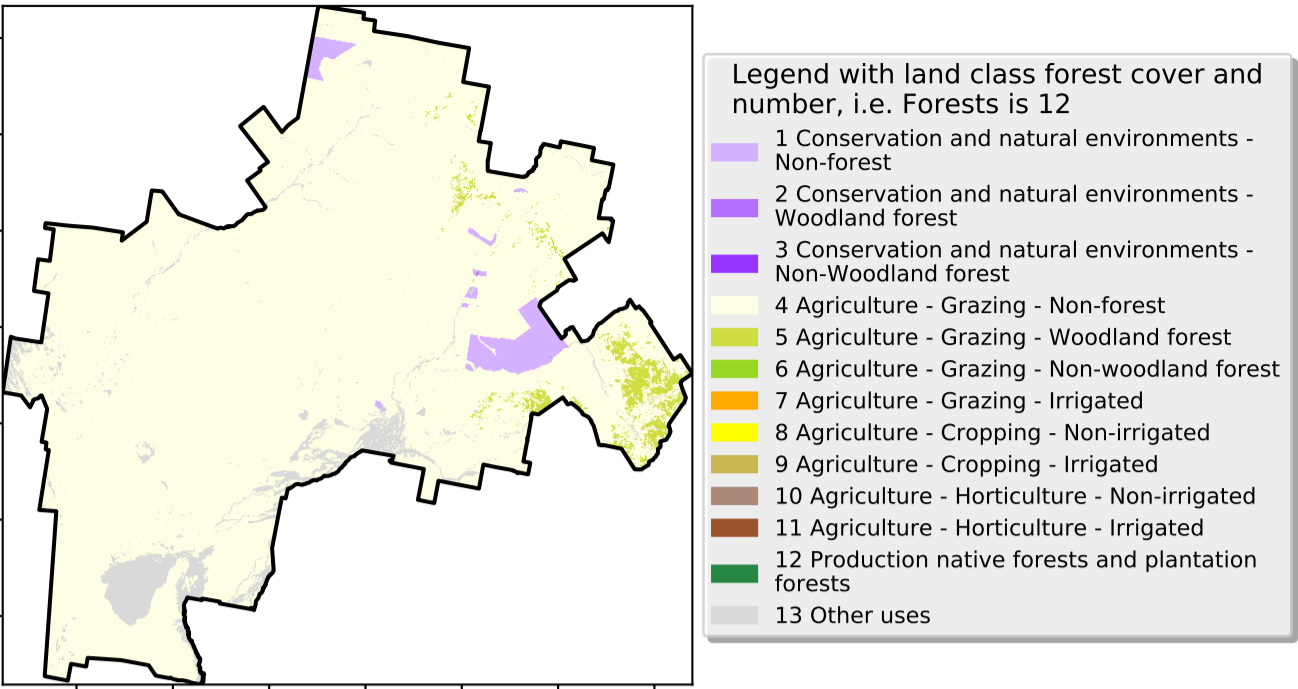 Legend with land class forest cover and
number, i.e. Forests is 12
1 Conservation and natural environments -
Non-forest
2 Conservation and natural environments -
Woodland forest
3 Conservation and natural environments -
Non-Woodland forest
4 Agriculture - Grazing - Non-forest
5 Agriculture - Grazing - Woodland forest
6 Agriculture - Grazing - Non-woodland forest
7 Agriculture - Grazing - Irrigated
8 Agriculture - Cropping - Non-irrigated
9 Agriculture - Cropping - Irrigated
10 Agriculture - Horticulture - Non-irrigated
11 Agriculture - Horticulture - Irrigated
12 Production native forests and plantation
forests
13 Other uses